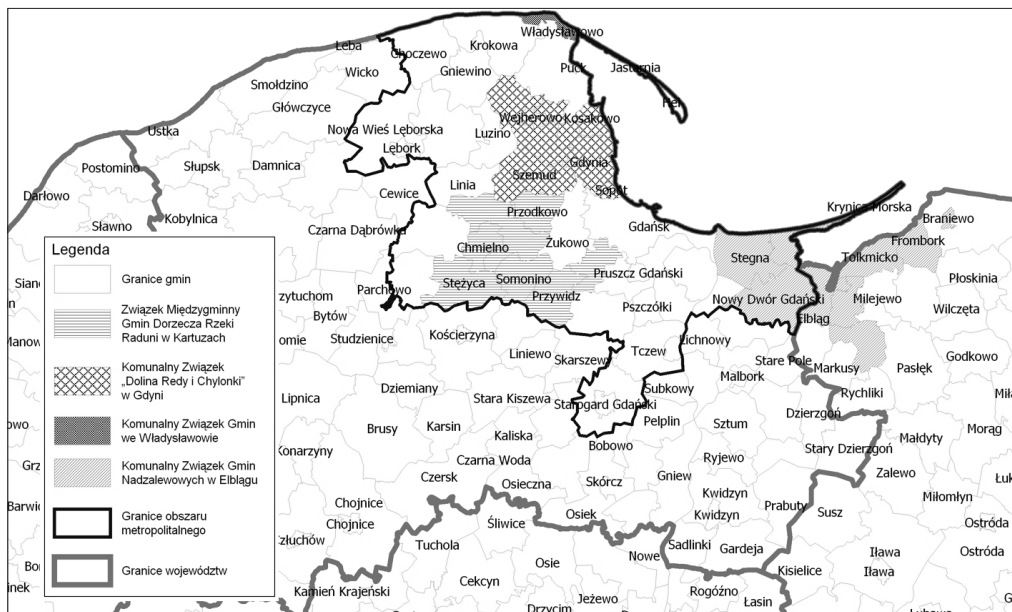 Władysławowo
Krokowa
Łeba
Choczewo
Gniewino
Puck
Jastarnia
Wicko
Smołdzino
Hel
Główczyce
Wejherowo
Kosakowo
Nowa Wieś Lęborska
Luzino
Ustka
Lębork
Postomino
Słupsk
Damnica
Gdynia
Szemud
Linia
Sopot
Darłowo
Cewice
Kobylnica
Przodkowo
Krynica Morska
Braniewo
Sławno
Czarna Dąbrówka
Gdańsk
Frombork
Żukowo
Chmielno
Stegna
Tolkmicko
Legenda
Granice gmin
Związek Międzygminny
Gmin Dorzecza Rzeki
Raduni w Kartuzach
Komunalny Związek
„Dolina Redy i Chylonki”
w Gdyni
Komunalny Związek Gmin
we Władysławowie
Komunalny Związek Gmin
Nadzalewowych w Elblągu
Granice obszaru
metropolitalnego
Granice województw
Pruszcz Gdański
Płoskinia
Stężyca
Somonino
Parchowo
Przywidz
Nowy Dwór Gdański
Milejewo
zytuchom
Bytów
Pszczółki
Elbląg
Wilczęta
omie
Studzienice
Kościerzyna
Lichnowy
Liniewo
Skarszewy
Tczew
Stare Pole
Godkowo
Malbork
Markusy
Pasłęk
Lipnica
Dziemiany
Subkowy
Rychliki
Stara Kiszewa
Starogard Gdański
Dzierzgoń
Brusy
Karsin
Kaliska
Pelplin
Sztum
Morąg
Konarzyny
Bobowo
Małdyty
Czarna Woda
Ryjewo
Stary Dzierzgoń
Czersk
Osieczna
Skórcz
Gniew
Zalewo
Chojnice
Kwidzyn
Prabuty
Miłomłyn
Chojnice
Śliwice
Osiek
Kwidzyn
Susz
Ostróda
złuchów
Tuchola
Sadlinki
Gardeja
Nowe
Iława
Ostróda
Osie
Kisielice
Iława
Kamień Krajeński
Cekcyn
Jeżewo
Rogóźno
Łasin
Drzycim